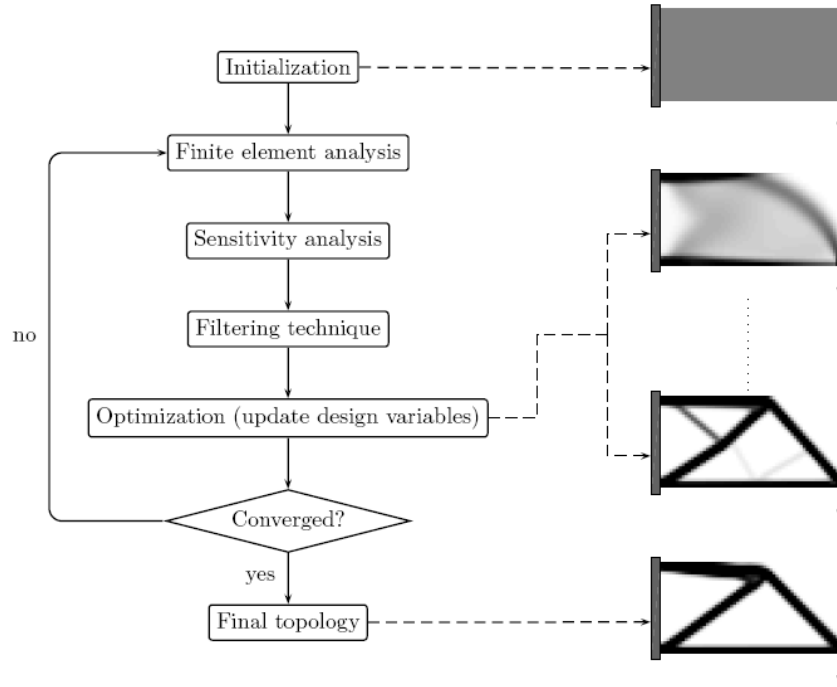 Initialization
Finite element analysis
Sensitivity analysis
no
Filtering technique
Optimization (update design variables)
Converged?
yes
Final topology